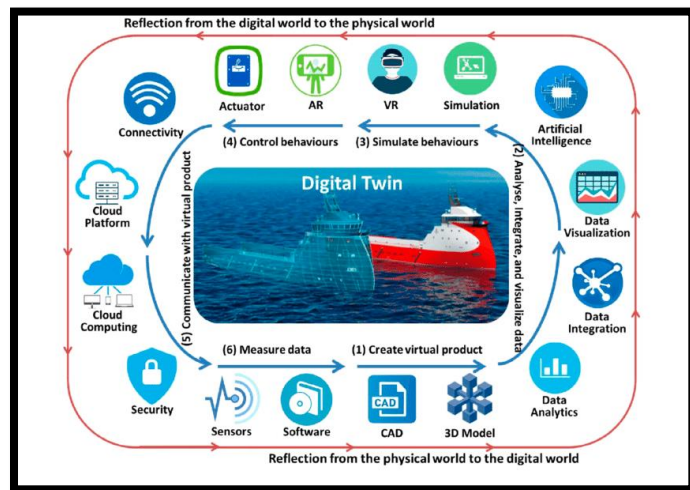 Reflection from the digital world to the physical world
Actuator
AR
VR
Simulation
Connectivity
Artificial
Intelligence
(4) Control behaviours
(3) Simulate behaviours
(2) Analyse, integrate, and visualize data
Digital Twin
Cloud
Platform
Data
Visualization
(5) Communicate with virtual product
Cloud
Computing
Data
Integration
(6) Measure data
(1) Create virtual product
Security
Sensors
Software
CAD
CAD
3D Model
Data
Analytics
Reflection from the physical world to the digital world